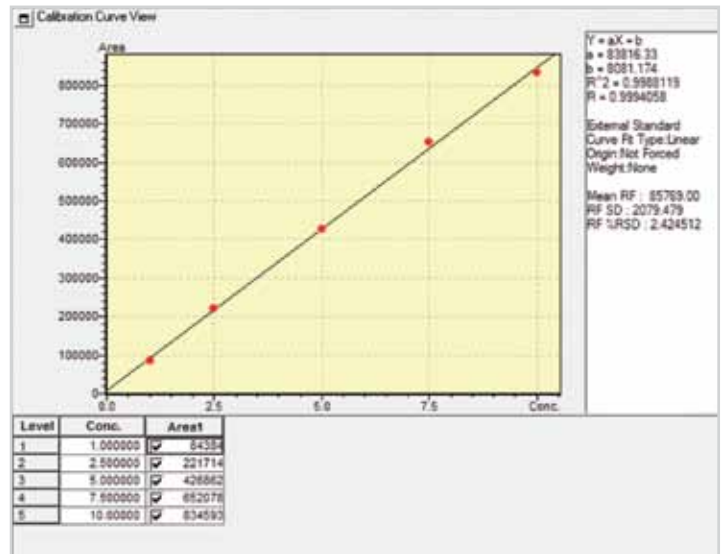 Calibration Curve View
Area
800000
700000
600000
500000
400000
300000
200000
100000
0
0.0 2.5 5.0 7.5 Conc.
Y = aX + b
a = 83816.33
b = 8081.174
R^2 = 0.9988119
R = 0.9994058
External Standard
Curve Fit Type:Linear
Origin:Not Forced
Weight:None
Mean RF : 85769.00
RF SD : 2079.479
RF %RSD : 2.424512
Level Conc. Area1
1 1.000000 84384
2 2.500000 221714
3 5.000000 426862
4 7.500000 652078
5 10.00000 834593